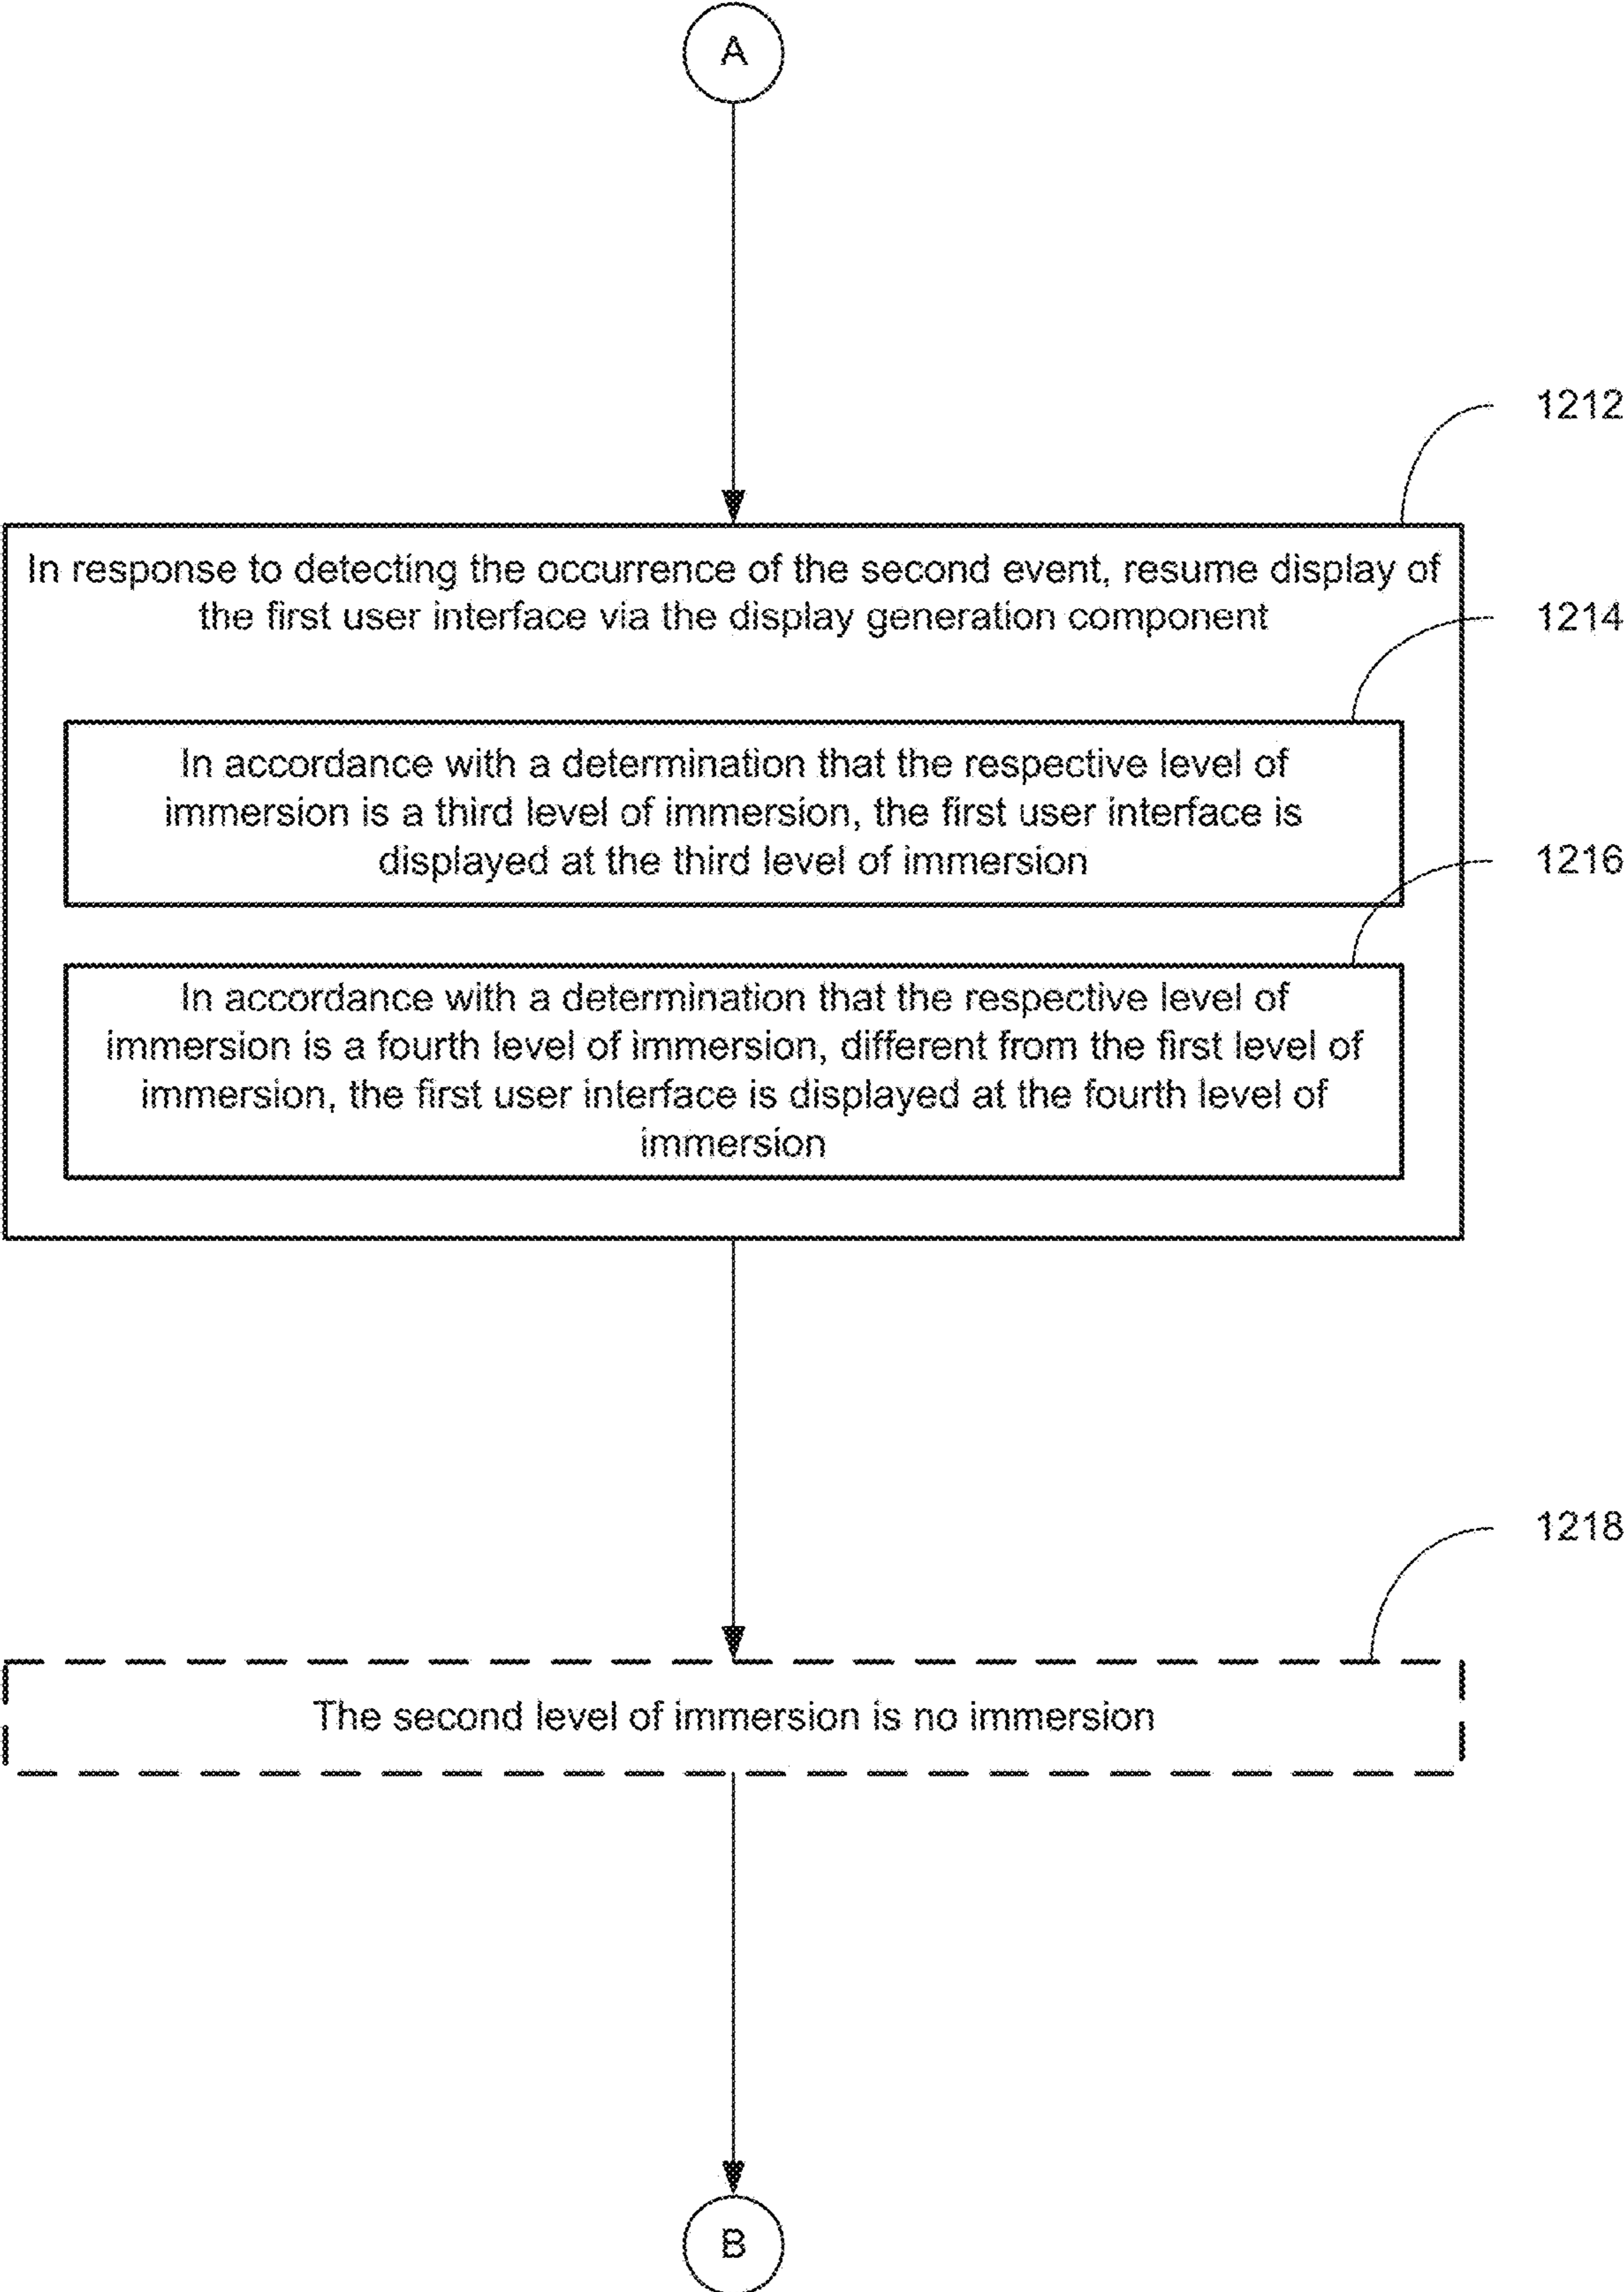 A
1212
In response to detecting the occurrence of the second event, resume display of
the first user interface via the display generation component
1214
In accordance with a determination that the respective level of
immersion is a third level of immersion, the first user interface is
displayed at the third level of immersion
1216
In accordance with a determination that the respective level of
immersion is a fourth level of immersion, different from the first level of
immersion, the first user interface is displayed at the fourth level of
immersion
1218
The second level of immersion is no immersion
B